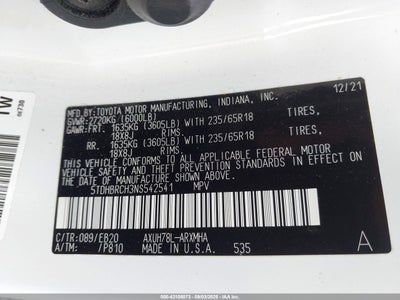 MFD. BY: TOYOTA MOTOR MANUFACTURING, INDIANA, INC. 12/21
GVWR: 2720KG (6000LB)
GAWR: FRT. 1635KG (3605LB) WITH 235/65R18 TIRES,
18X8J RIMS.
RR. 1635KG (3605LB) WITH 235/65R18 TIRES,
18X8J RIMS.
THIS VEHICLE CONFORMS TO ALL APPLICABLE FEDERAL MOTOR
VEHICLE SAFETY AND THEFT PREVENTION STANDARDS IN EFFECT
ON THE DATE OF MANUFACTURE SHOWN ABOVE.
5TDHBRCH3NS542541 MPV
C/TR:089/EB20 AXUH78L-ARXMHA
A/TM: /P810 MADE IN U.S.A. 535 A